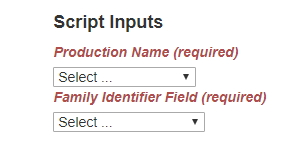 Script Inputs
Production Name (required)
Select ...
Family Identifier Field (required)
Select ...